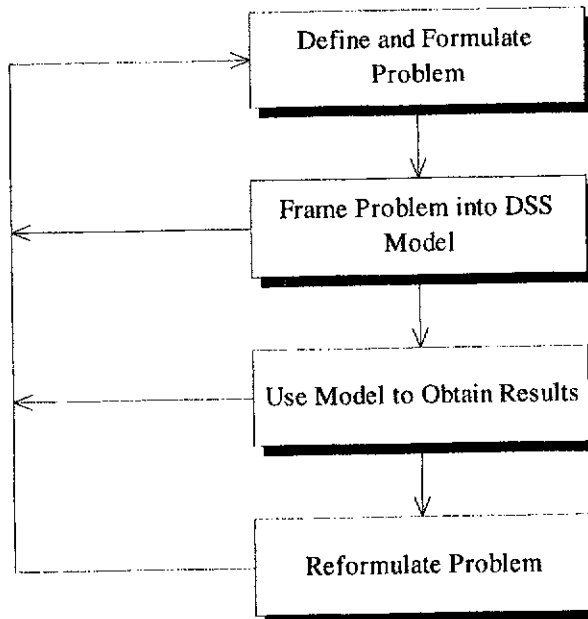 Define and Formulate
Problem
Frame Problem into DSS
Model
Use Model to Obtain Results
Reformulate Problem